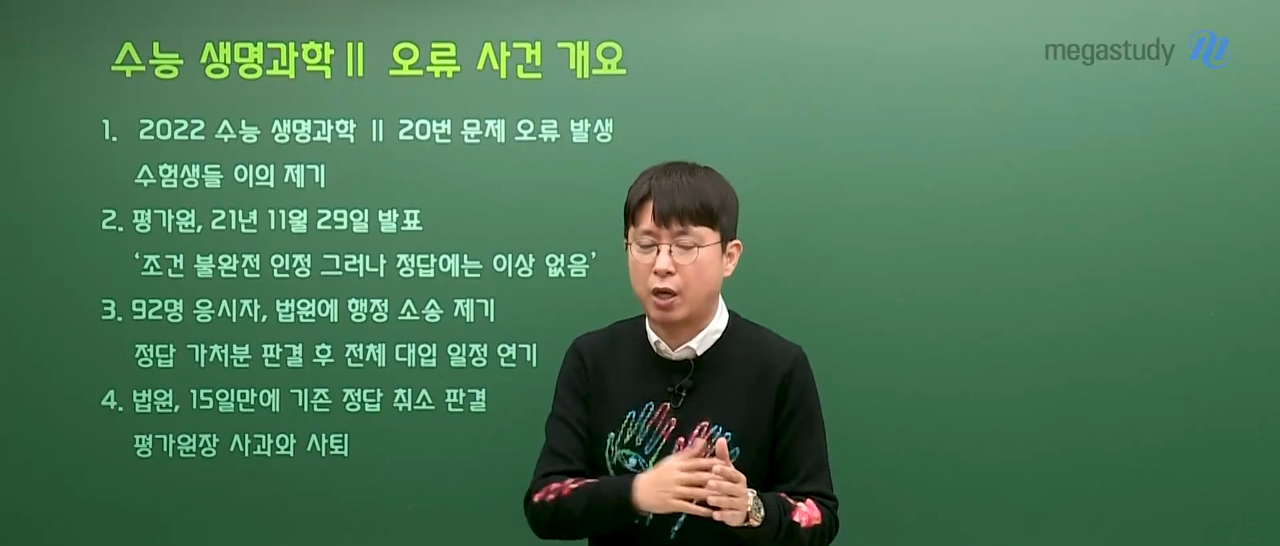 수능 생명과학Ⅱ 오류 사건 개요
megastudy
1. 2022 수능 생명과학 Ⅱ 20번 문제 오류 발생
수험생들 이의 제기
2. 평가원, 21년 11월 29일 발표
‘조건 불완전 인정 그러나 정답에는 이상 없음’
3. 92명 응시자, 법원에 행정 소송 제기
정답 가처분 판결 후 전체 대입 일정 연기
4. 법원, 15일만에 기존 정답 취소 판결
평가원장 사과와 사퇴